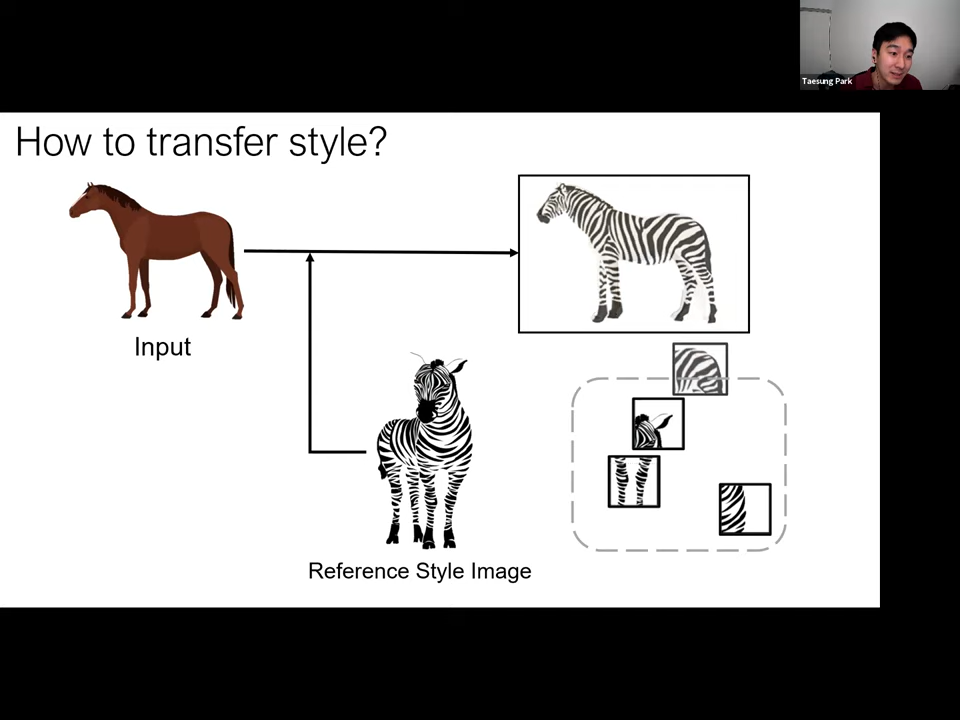 Taesung Park
How to transfer style?
Input
Reference Style Image